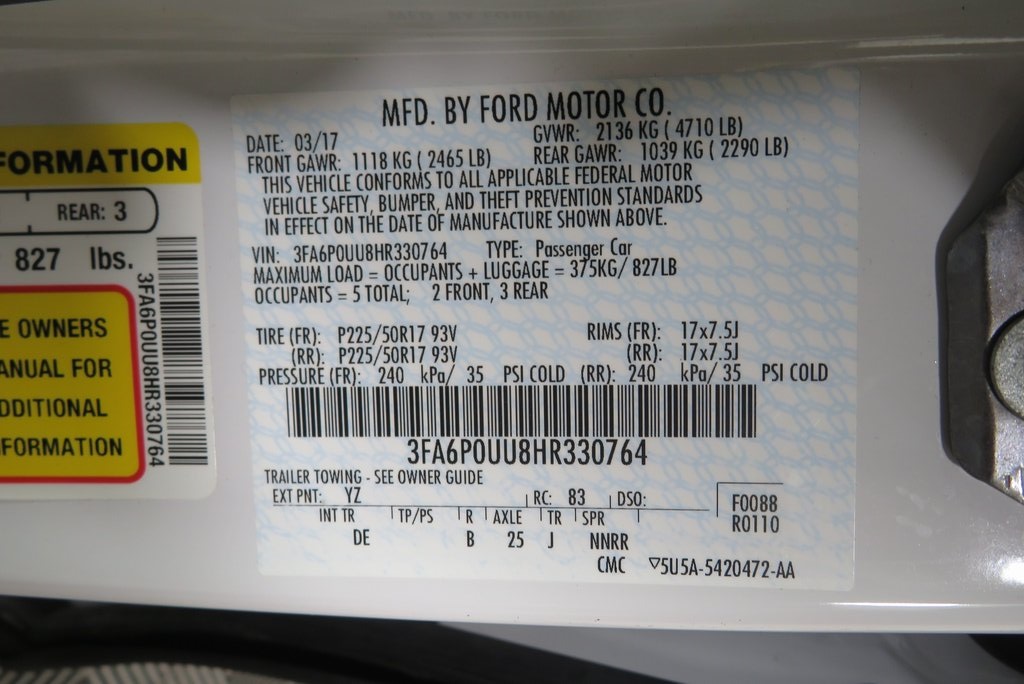 FORMATION
REAR: 3
827 lbs.
E OWNERS
ANUAL FOR
DDITIONAL
FORMATION
3FA6P0UU8HR330764
MFD. BY FORD MOTOR CO.
DATE: 03/17 GVWR: 2136 KG ( 4710 LB)
FRONT GAWR: 1118 KG ( 2465 LB) REAR GAWR: 1039 KG ( 2290 LB)
THIS VEHICLE CONFORMS TO ALL APPLICABLE FEDERAL MOTOR
VEHICLE SAFETY, BUMPER, AND THEFT PREVENTION STANDARDS
IN EFFECT ON THE DATE OF MANUFACTURE SHOWN ABOVE.
VIN: 3FA6P0UU8HR330764 TYPE: Passenger Car
MAXIMUM LOAD = OCCUPANTS + LUGGAGE = 375KG/ 827LB
OCCUPANTS = 5 TOTAL; 2 FRONT, 3 REAR
TIRE (FR): P225/50R17 93V RIMS (FR): 17x7.5J
(RR): P225/50R17 93V (RR): 17x7.5J
PRESSURE (FR): 240 kPa/ 35 PSI COLD (RR): 240 kPa/ 35 PSI COLD
3FA6P0UU8HR330764
TRAILER TOWING - SEE OWNER GUIDE
EXT PNT: YZ RC: 83 DSO: F0088
INT TR TP/PS R AXLE TR SPR R0110
DE B 25 J NNRR
CMC ▽5U5A-5420472-AA